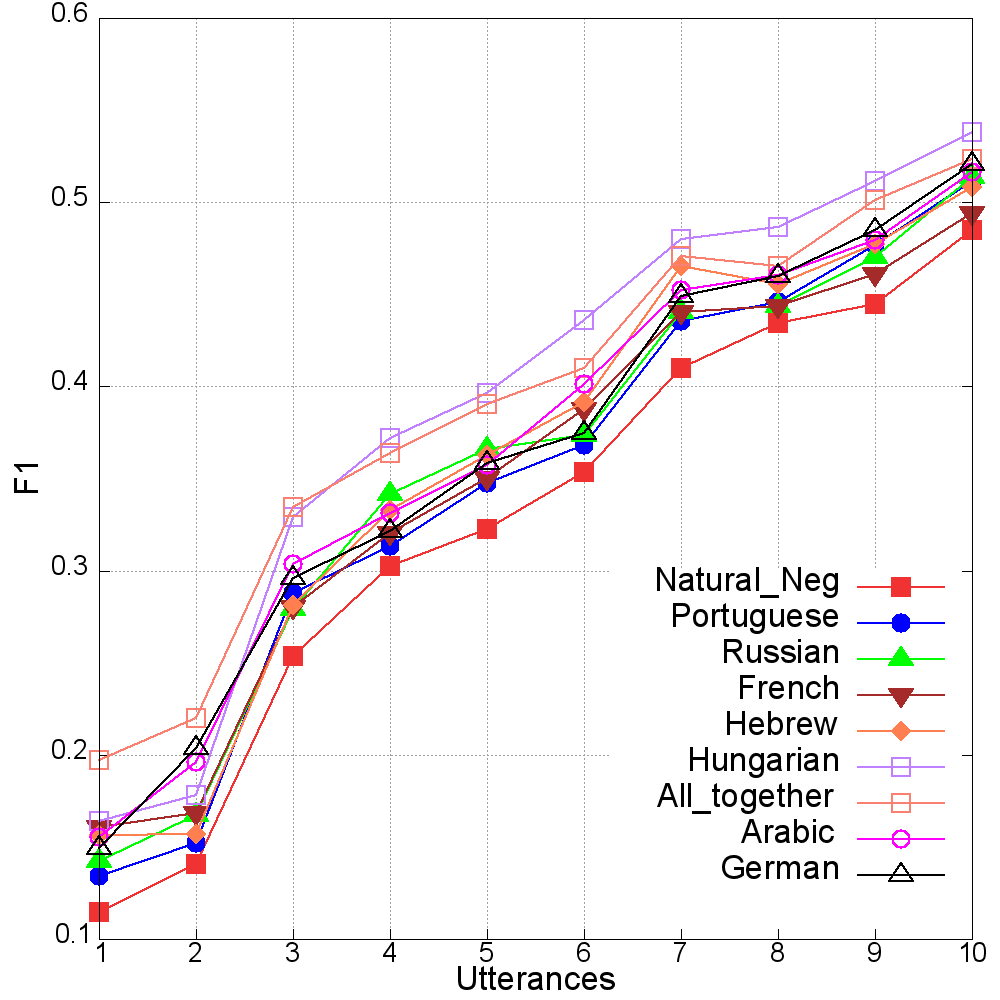 0.6
0.5
0.4
0.3
0.2
0.1
F1
1 2 3 4 5 6 7 8 9 10
Utterances
Natural_Neg
Portuguese
Russian
French
Hebrew
Hungarian
All_together
Arabic
German